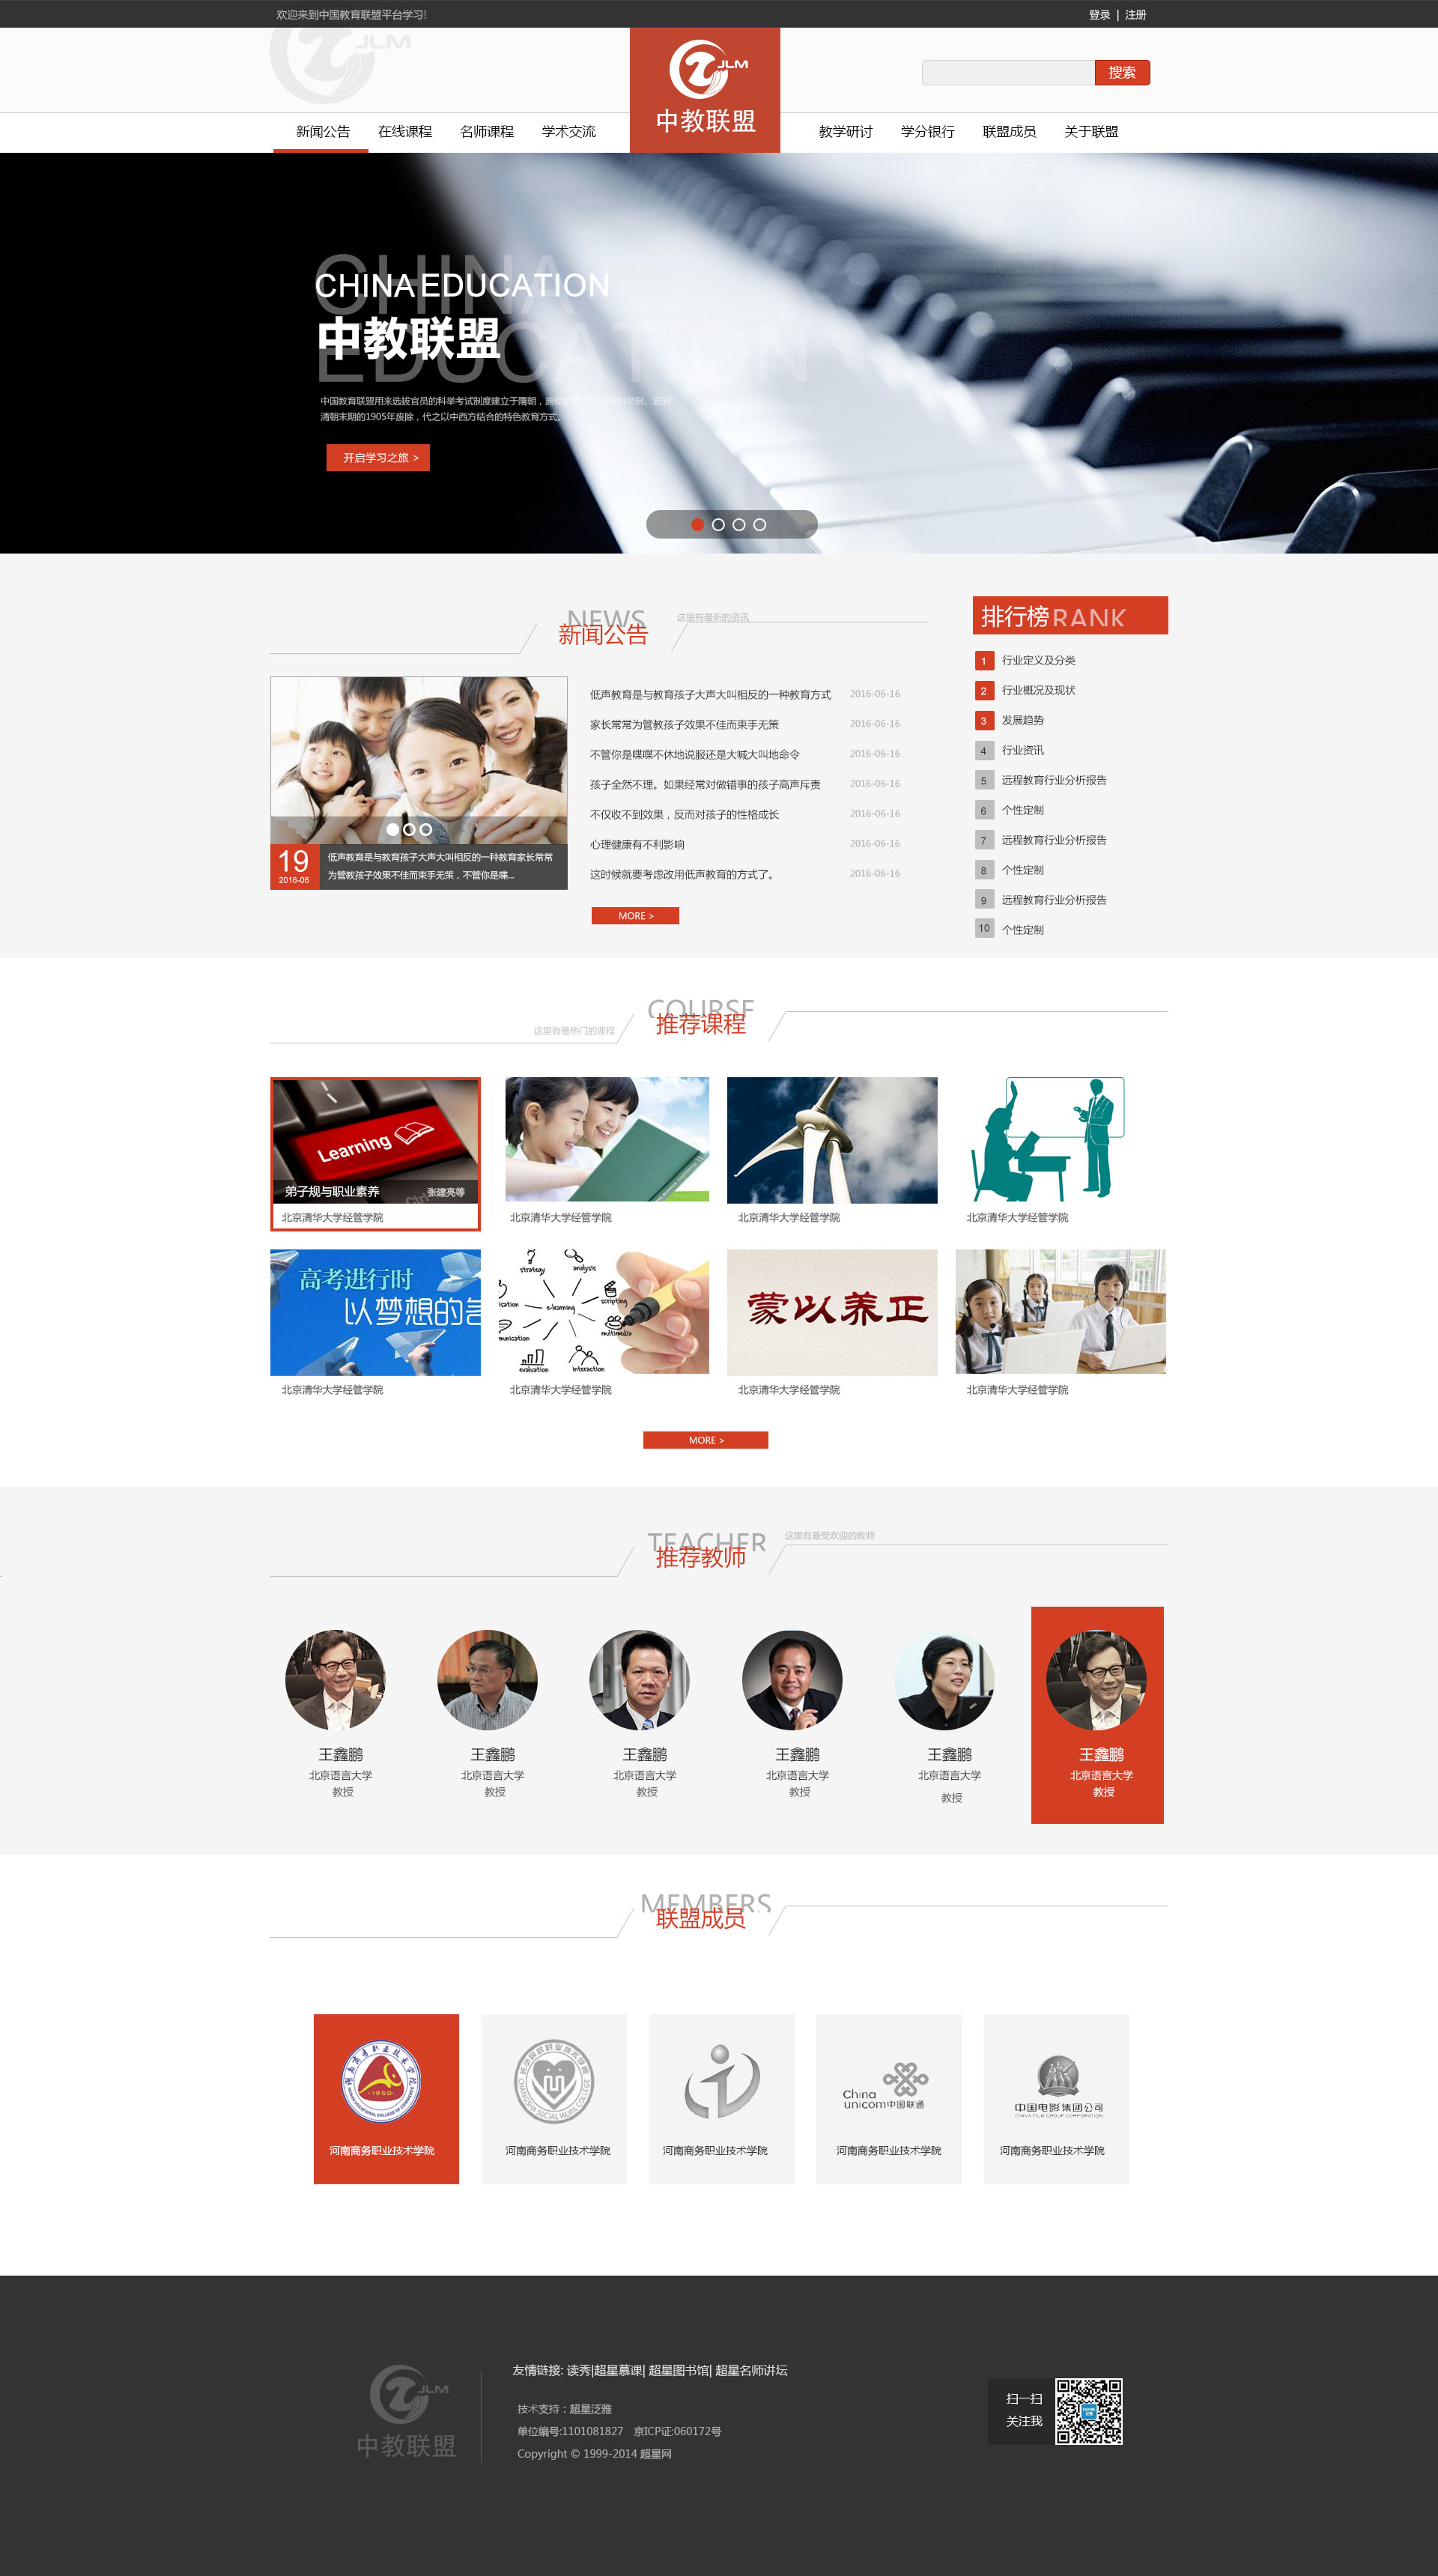 欢迎来到中国教育联盟平台学习!
登录 | 注册
JLM
JLM
中教联盟
搜索
新闻公告 在线课程 名师课程 学术交流 教学研讨 学分银行 联盟成员 关于联盟
CHINA
EDUCATION
CHINA EDUCATION
中教联盟
中国教育联盟用来选拔官员的科举考试制度建立于隋朝，唐
清朝末期的1905年废除，代之以中西方结合的特色教育方式。
开启学习之旅 >
NEWS
新闻公告
这里有最新的资讯
19
2016-06
低声教育是与教育孩子大声大叫相反的一种教育家长常常
为管教孩子效果不佳而束手无策，不管你是喋...
低声教育是与教育孩子大声大叫相反的一种教育方式 2016-06-16
家长常常为管教孩子效果不佳而束手无策 2016-06-16
不管你是喋喋不休地说服还是大喊大叫地命令 2016-06-16
孩子全然不理。如果经常对做错事的孩子高声斥责 2016-06-16
不仅收不到效果，反而对孩子的性格成长 2016-06-16
心理健康有不利影响 2016-06-16
这时候就要考虑改用低声教育的方式了。 2016-06-16
MORE >
排行榜 RANK
1 行业定义及分类
2 行业概况及现状
3 发展趋势
4 行业资讯
5 远程教育行业分析报告
6 个性定制
7 远程教育行业分析报告
8 个性定制
9 远程教育行业分析报告
10 个性定制
COURSE
推荐课程
这里有最热门的课程
Learning
Ctrl
弟子规与职业素养 张建亮等
北京清华大学经管学院
北京清华大学经管学院
北京清华大学经管学院
北京清华大学经管学院
高考进行时
以梦想的
strategy
analysis
e-learning
scripting
multimedia
evaluation
interaction
蒙以养正
北京清华大学经管学院
北京清华大学经管学院
北京清华大学经管学院
北京清华大学经管学院
MORE >
TEACHER
推荐教师
这里有最受欢迎的教师
王鑫鹏 王鑫鹏 王鑫鹏 王鑫鹏 王鑫鹏 王鑫鹏
北京语言大学 北京语言大学 北京语言大学 北京语言大学 北京语言大学 北京语言大学
教授 教授 教授 教授 教授 教授
MEMBERS
联盟成员
1950
CHANGSHA SOCIAL WORK COLLEGE
China
unicom中国联通
中国电影集团公司
CHINA FILM GROUP CORPORATION
河南商务职业技术学院 河南商务职业技术学院 河南商务职业技术学院 河南商务职业技术学院 河南商务职业技术学院
JLM
中教联盟
友情链接: 读秀|超星慕课| 超星图书馆| 超星名师讲坛
技术支持：超星泛雅
单位编号:1101081827 京ICP证:060172号
Copyright © 1999-2014 超星网
扫一扫
关注我